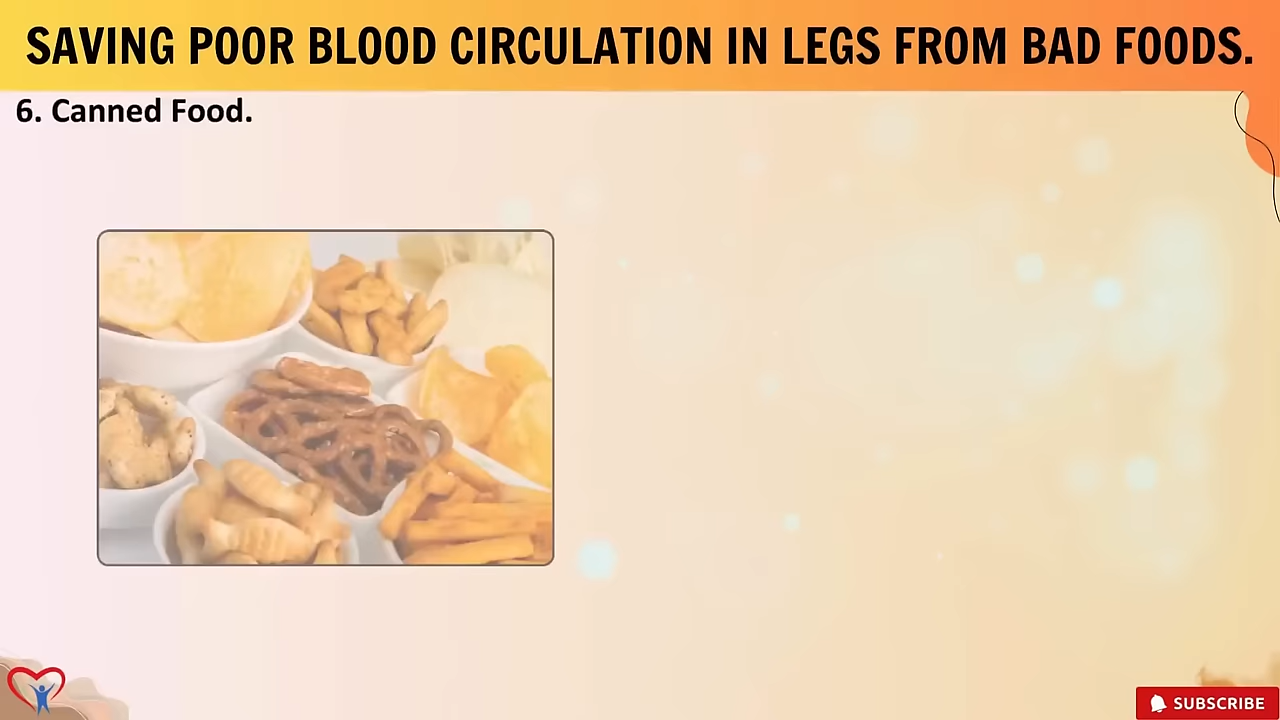 SAVING POOR BLOOD CIRCULATION IN LEGS FROM BAD FOODS.
6. Canned Food.
SUBSCRIBE